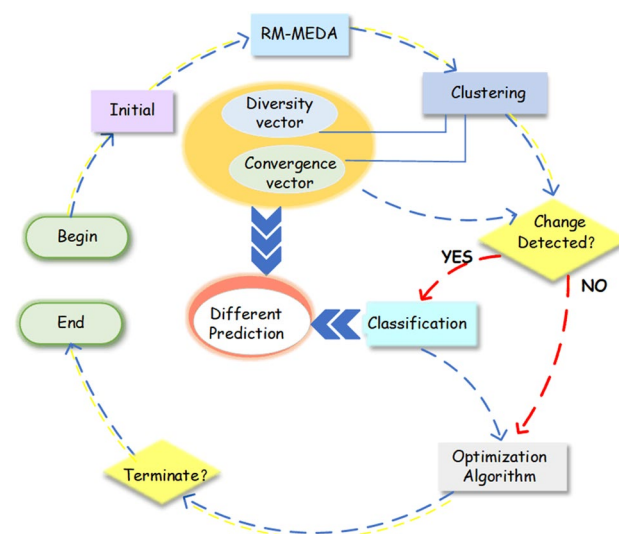 RM-MEDA
Initial
Diversity
vector
Clustering
Convergence
vector
Begin
Change
Detected?
YES
NO
End
Different
Prediction
Classification
Optimization
Algorithm
Terminate?